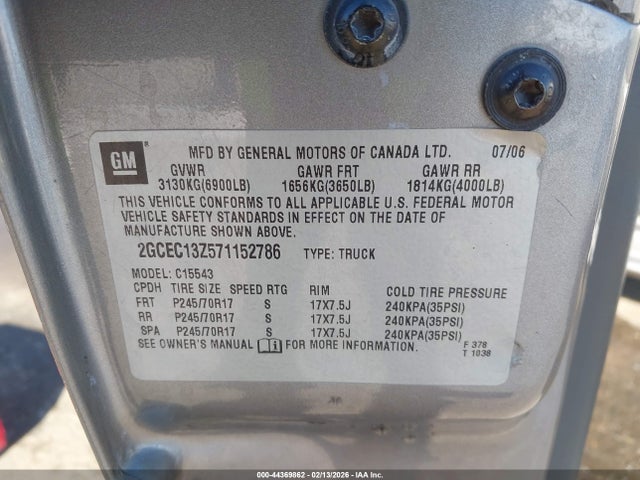 GM
MFD BY GENERAL MOTORS OF CANADA LTD. 07/06
GVWR GAWR FRT GAWR RR
3130KG(6900LB) 1656KG(3650LB) 1814KG(4000LB)
THIS VEHICLE CONFORMS TO ALL APPLICABLE U.S. FEDERAL MOTOR
VEHICLE SAFETY STANDARDS IN EFFECT ON THE DATE OF
MANUFACTURE SHOWN ABOVE.
2GCEC13Z571152786 TYPE: TRUCK
MODEL: C15543
CPDH TIRE SIZE SPEED RTG RIM COLD TIRE PRESSURE
FRT P245/70R17 S 17X7.5J 240KPA(35PSI)
RR P245/70R17 S 17X7.5J 240KPA(35PSI)
SPA P245/70R17 S 17X7.5J 240KPA(35PSI)
SEE OWNER'S MANUAL FOR MORE INFORMATION. F 378
T 1038
000-44369862 - 02/13/2026 - IAAI.COM